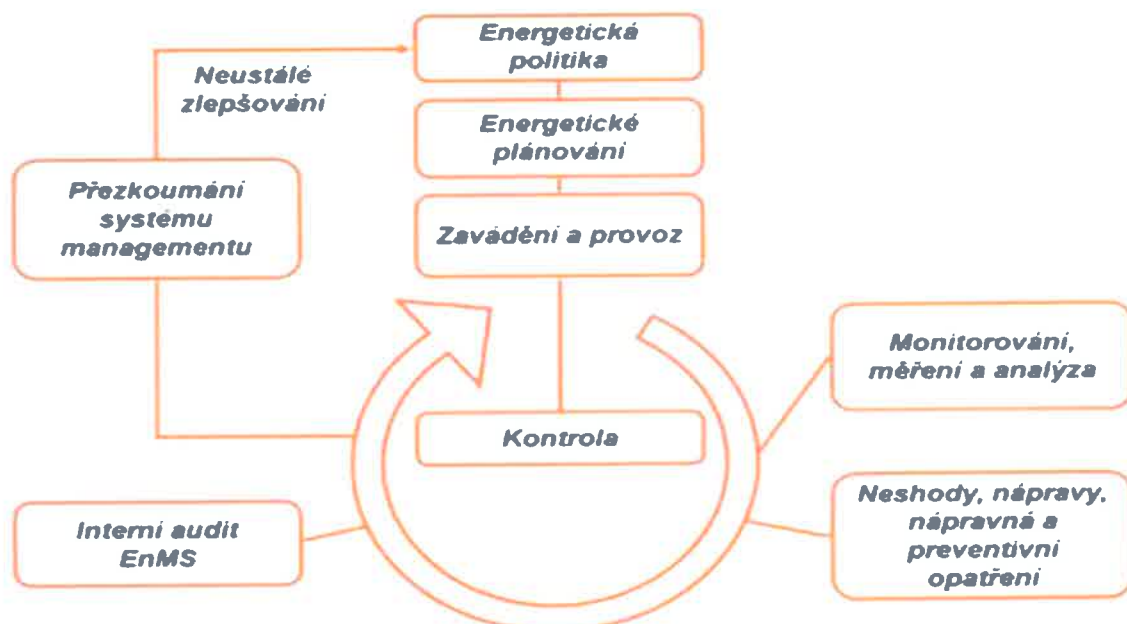 Energetická
politika
Neustálé
zlepšování
Energetické
plánování
Přezkoumání
systému
managementu
Zavádění a provoz
Monitorování,
měření a analýza
Kontrola
Neshody, nápravy,
nápravná a
preventivní
opatření
Interní audit
EnMS